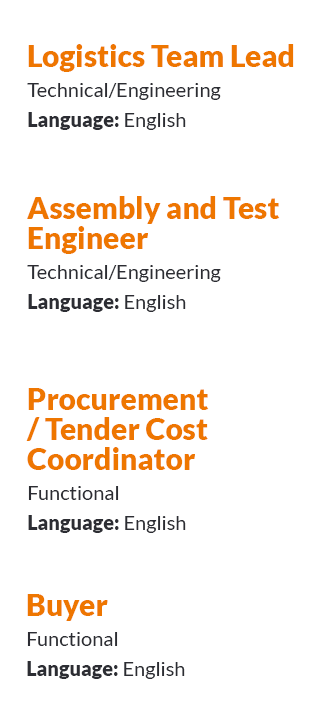 Logistics Team Lead
Technical/Engineering
Language: English
Assembly and Test
Engineer
Technical/Engineering
Language: English
Procurement
/ Tender Cost
Coordinator
Functional
Language: English
Buyer
Functional
Language: English